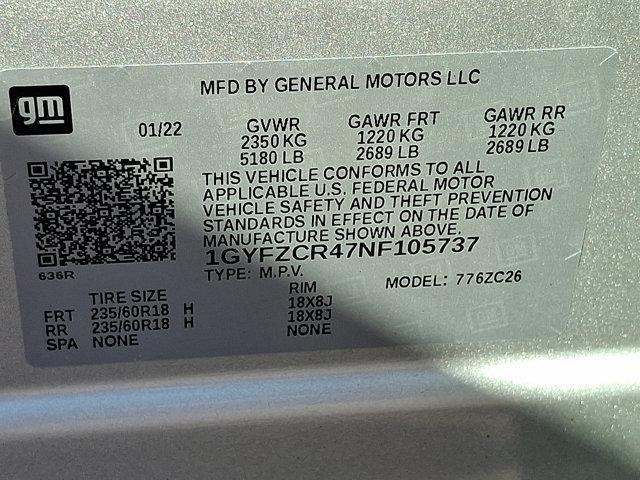 MFD BY GENERAL MOTORS LLC
gm
01/22 GVWR GAWR FRT GAWR RR
2350 KG 1220 KG 1220 KG
5180 LB 2689 LB 2689 LB
THIS VEHICLE CONFORMS TO ALL
APPLICABLE U.S. FEDERAL MOTOR
VEHICLE SAFETY AND THEFT PREVENTION
STANDARDS IN EFFECT ON THE DATE OF
MANUFACTURE SHOWN ABOVE.
1GYFZCR47NF105737
636R TYPE: M.P.V. MODEL: 776ZC26
TIRE SIZE RIM
FRT 235/60R18 H 18X8J
RR 235/60R18 H 18X8J
SPA NONE NONE